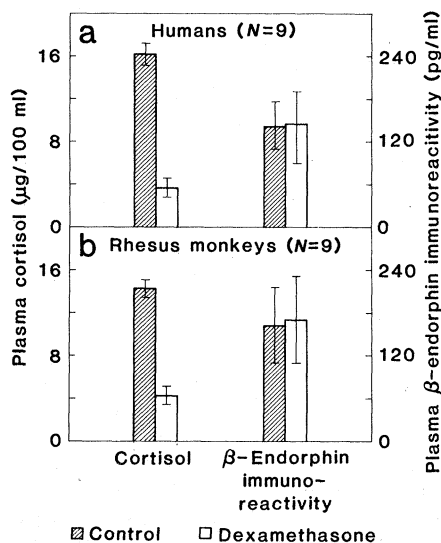 a
Humans (N=9)
16
8
0
240
120
0
b
Rhesus monkeys (N=9)
16
8
0
240
120
0
Plasma cortisol (µg/100 ml)
Plasma β-endorphin immunoreacitivity (pg/ml)
Cortisol
β-Endorphin
immuno-
reactivity
Control
Dexamethasone